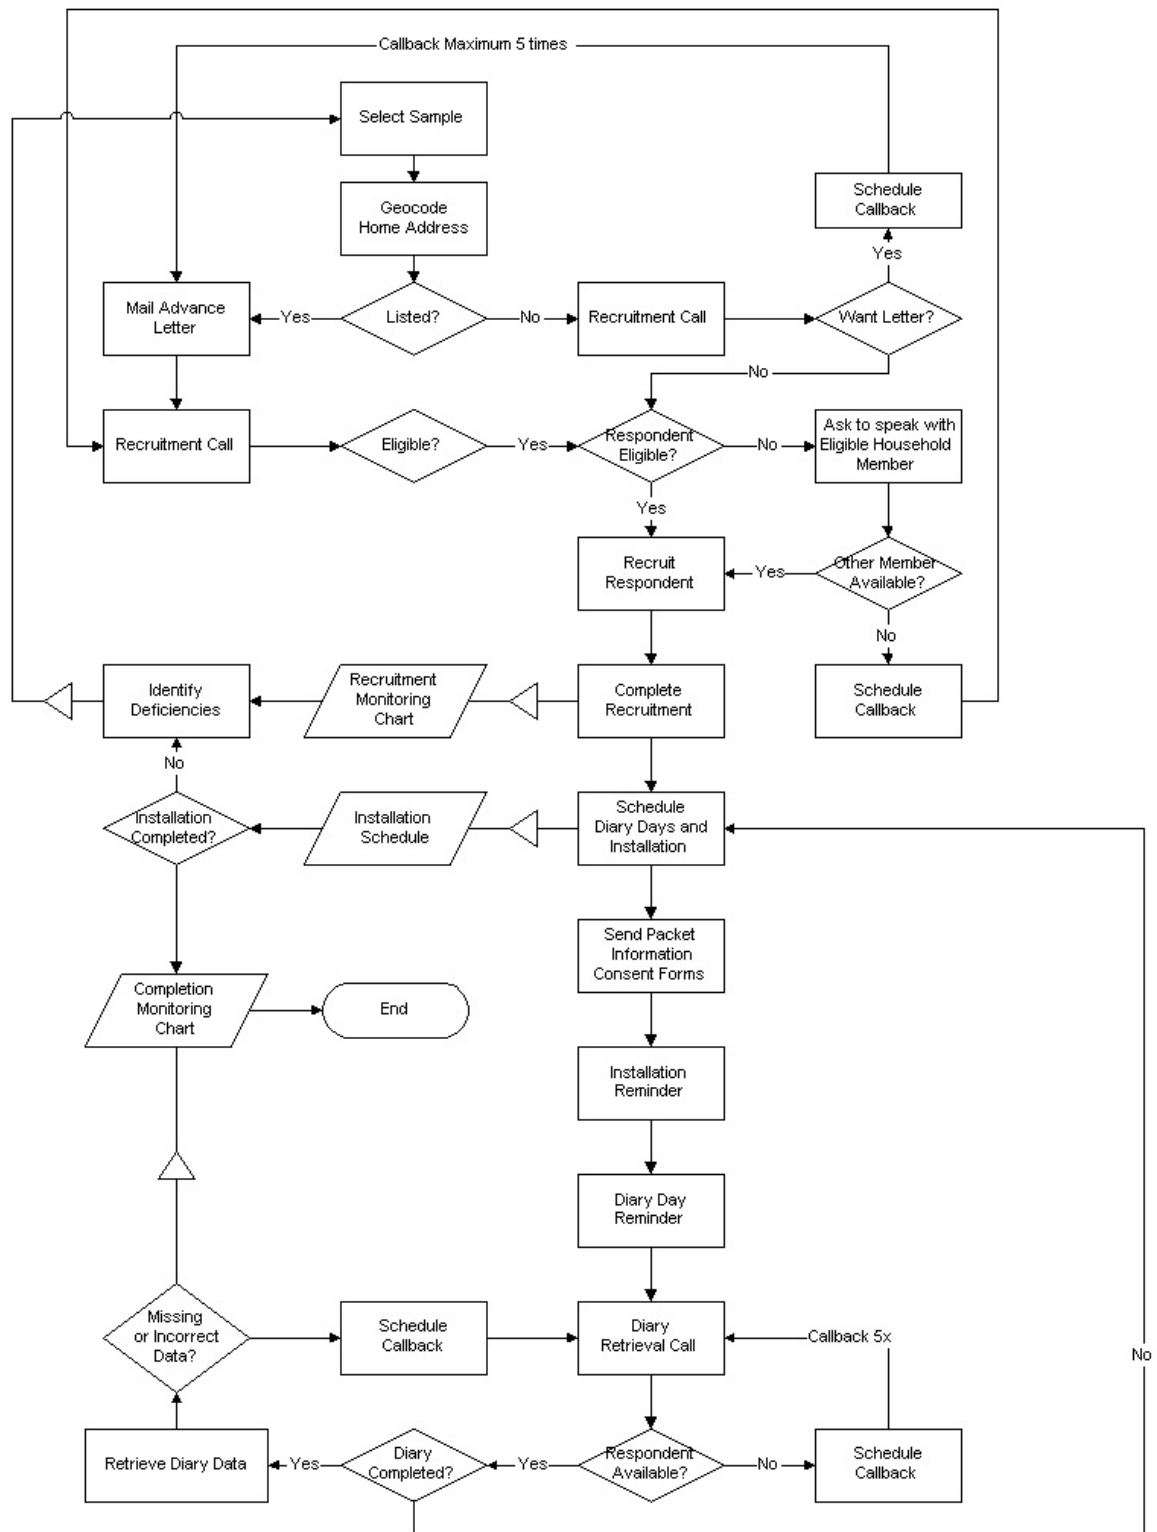 Callback Maximum 5 times
Select Sample
Schedule
Callback
Geocode
Home Address
Yes
Mail Advance
Letter
Yes
Listed?
No
Recruitment Call
Want Letter?
No
Recruitment Call
Eligible?
Yes
Respondent
Eligible?
No
Ask to speak with
Eligible Household
Member
Yes
Recruit
Respondent
Yes
Other Member
Available?
No
Identify
Deficiencies
Recruitment
Monitoring
Chart
Complete
Recruitment
Schedule
Callback
No
Installation
Completed?
Installation
Schedule
Schedule
Diary Days and
Installation
Send Packet
Information
Consent Forms
Completion
Monitoring
Chart
End
Installation
Reminder
Diary Day
Reminder
Missing
or Incorrect
Data?
Schedule
Callback
Diary
Retrieval Call
Callback 5x
No
Retrieve Diary Data
Yes
Diary
Completed?
Yes
Respondent
Available?
No
Schedule
Callback